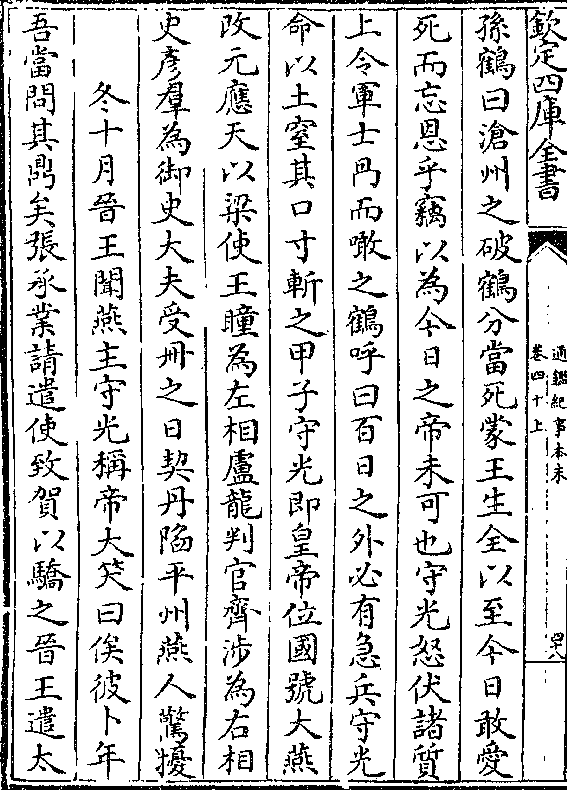 欽定四庫全書
通鑑紀事本末
卷四十上
四十八
孫鶴曰滄州之破鶴分當死蒙王生全以至今日敢愛
死而忘恩乎竊以為今日之帝未可也守光怒伏諸質
上令軍士冎而噉之鶴呼曰百日之外必有急兵守光
命以土窒其口寸斬之甲子守光即皇帝位國號大燕
改元應天以梁使王瞳為左相盧龍判官齊涉為右相
史彥羣為御史大夫受冊之日契丹陷平州燕人驚擾
冬十月晉王聞燕主守光稱帝大笑曰俟彼卜年
吾當問其鼎矣張承業請遣使致賀以驕之晉王遣太